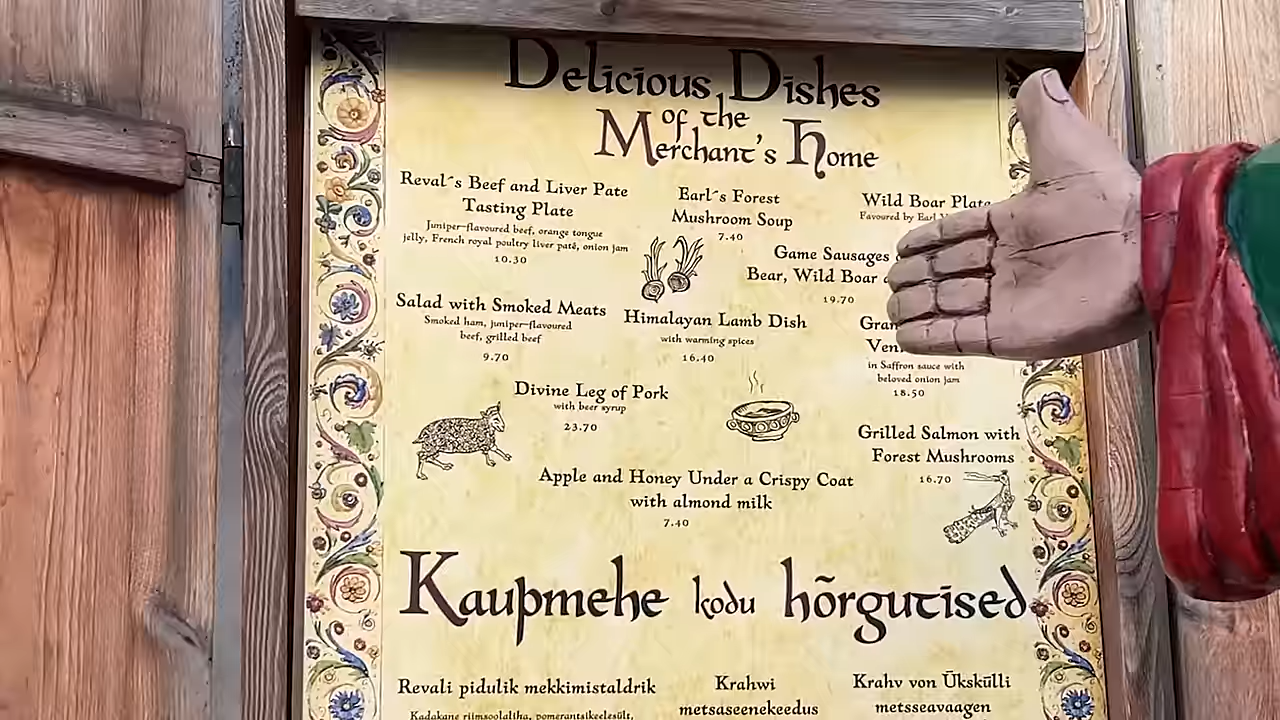 Delicious Dishes
of the
Merchant's Home
Reval´s Beef and Liver Pate
Tasting Plate
Juniper-flavoured beef, orange tongue
jelly, French royal poultry liver paté, onion jam
10.30
Earl´s Forest
Mushroom Soup
7.40
Wild Boar Plate
Favoured by Earl
Game Sausages
Bear, Wild Boar
19.70
Salad with Smoked Meats
Smoked ham, juniper-flavoured
beef, grilled beef
9.70
Himalayan Lamb Dish
with warming spices
16.40
in Saffron sauce with
beloved onion jam
18.50
Divine Leg of Pork
with beer syrup
23.70
Grilled Salmon with
Forest Mushrooms
16.70
Apple and Honey Under a Crispy Coat
with almond milk
7.40
Kaupmehe kodu hõrgutised
Revali pidulik mekkimistaldrik
Kadakane riimsoolaliha, pomerantsikeelesült,
Krahwi
metsaseenekeedus
Krahv von Ükskülli
metsseavaagen